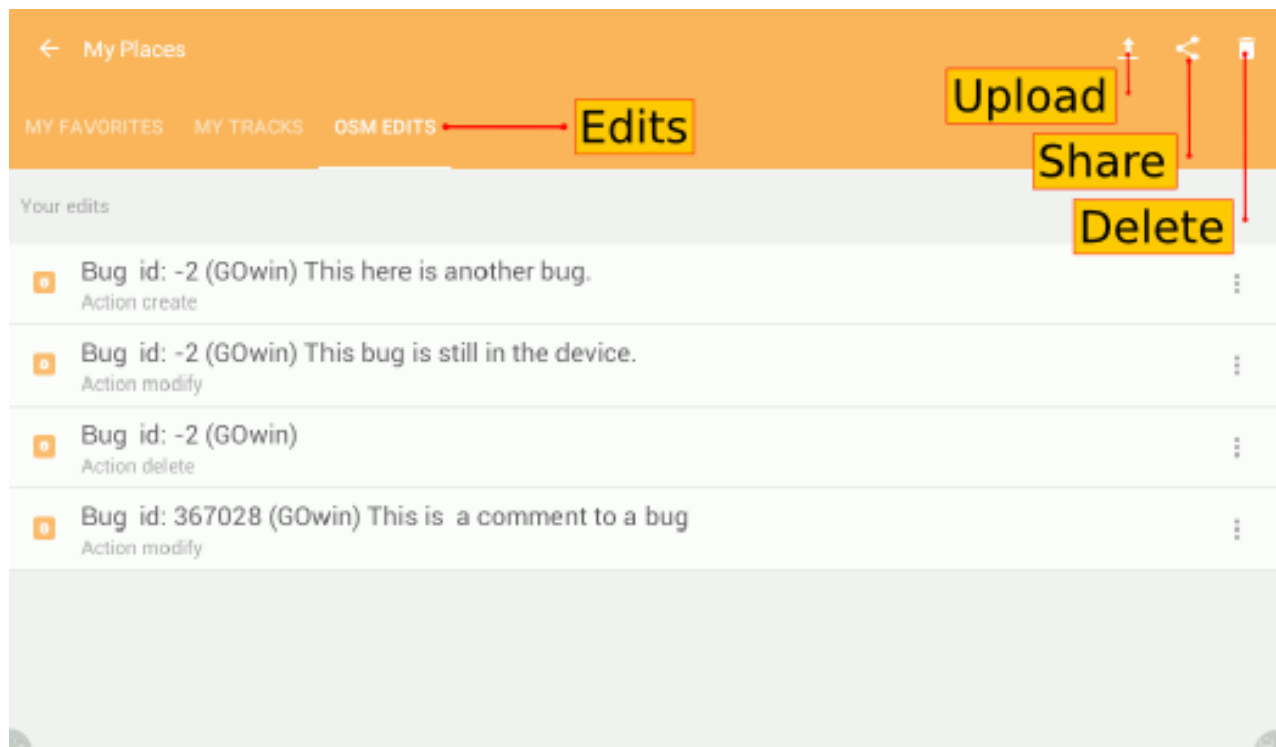 My Places
Upload
MY FAVORITES MY TRACKS OSM EDITS
Edits
Share
Your edits
Delete
Bug id: -2 (GOwin) This here is another bug.
Action create
Bug id: -2 (GOwin) This bug is still in the device.
Action modify
Bug id: -2 (GOwin)
Action delete
Bug id: 367028 (GOwin) This is a comment to a bug
Action modify